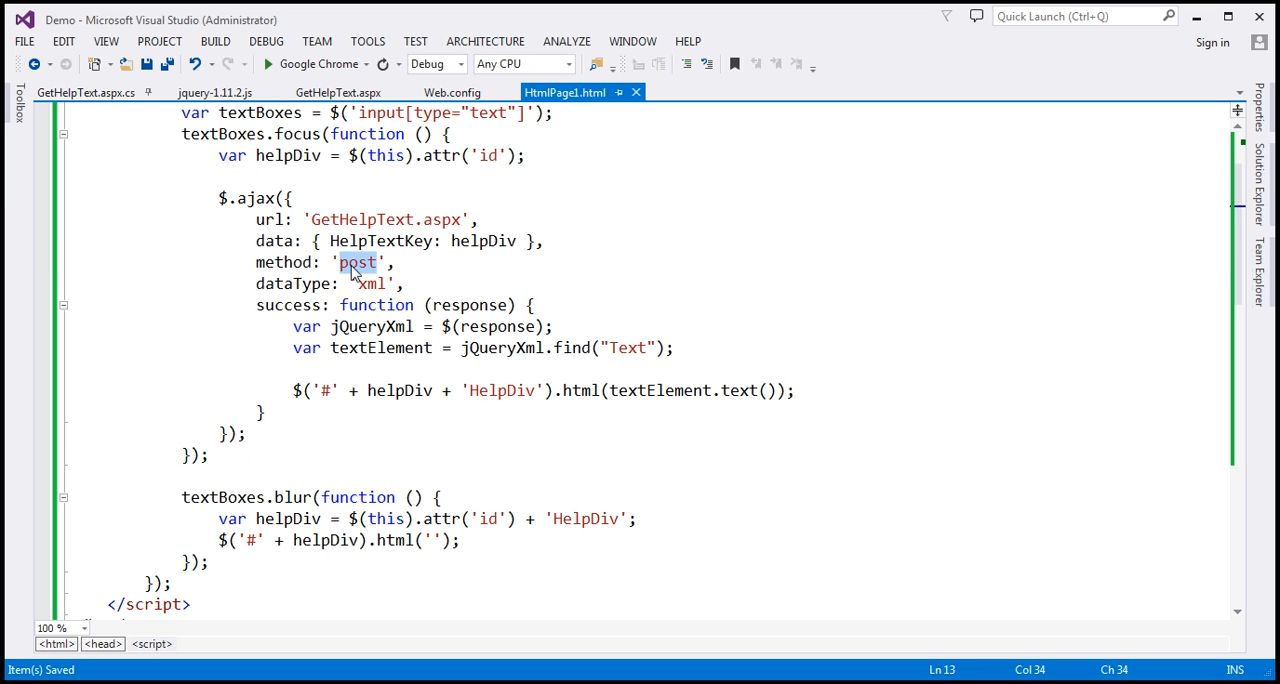 Demo - Microsoft Visual Studio (Administrator)
Quick Launch (Ctrl+Q)
FILE EDIT VIEW PROJECT BUILD DEBUG TEAM TOOLS TEST ARCHITECTURE ANALYZE WINDOW HELP
Sign in
Google Chrome Debug Any CPU
GetHelpText.aspx.cs jquery-1.11.2.js GetHelpText.aspx Web.config HtmlPage1.html
Toolbox
Properties
Solution Explorer
Team Explorer
var textBoxes = $('input[type="text"]');
textBoxes.focus(function () {
var helpDiv = $(this).attr('id');
$.ajax({
url: 'GetHelpText.aspx',
data: { HelpTextKey: helpDiv },
method: 'post',
dataType: 'xml',
success: function (response) {
var jQueryXml = $(response);
var textElement = jQueryXml.find("Text");
$('#' + helpDiv + 'HelpDiv').html(textElement.text());
}
});
});
textBoxes.blur(function () {
var helpDiv = $(this).attr('id') + 'HelpDiv';
$('#' + helpDiv).html('');
});
});
</script>
100 %
<html> <head> <script>
Item(s) Saved Ln 13 Col 34 Ch 34 INS